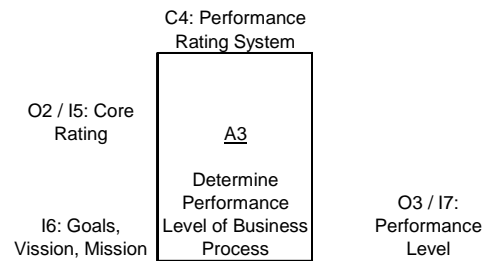 C4: Performance
Rating System
O2 / I5: Core
Rating
A3
Determine
Performance
Level of Business
Process
I6: Goals,
Vission, Mission
O3 / I7:
Performance
Level